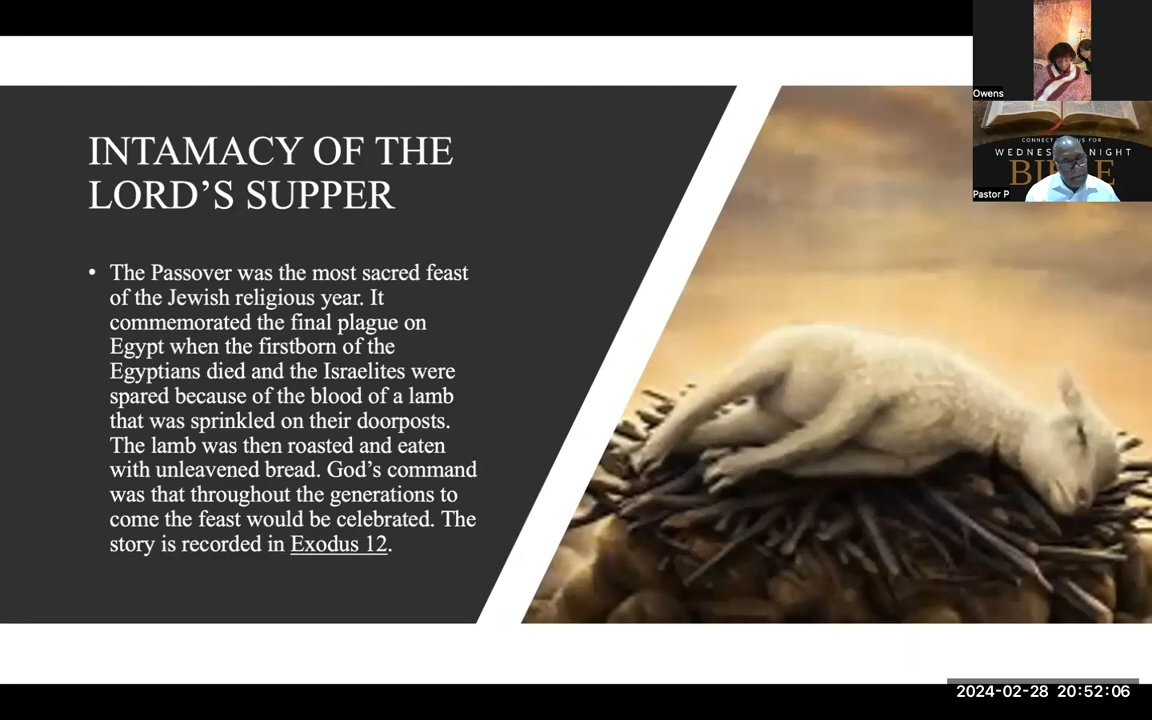 INTAMACY OF THE
LORD’S SUPPER
• The Passover was the most sacred feast
of the Jewish religious year. It
commemorated the final plague on
Egypt when the firstborn of the
Egyptians died and the Israelites were
spared because of the blood of a lamb
that was sprinkled on their doorposts.
The lamb was then roasted and eaten
with unleavened bread. God’s command
was that throughout the generations to
come the feast would be celebrated. The
story is recorded in Exodus 12.
Owens
CONNECT
FOR
WEDNES
NIGHT
Pastor P
2024-02-28 20:52:06